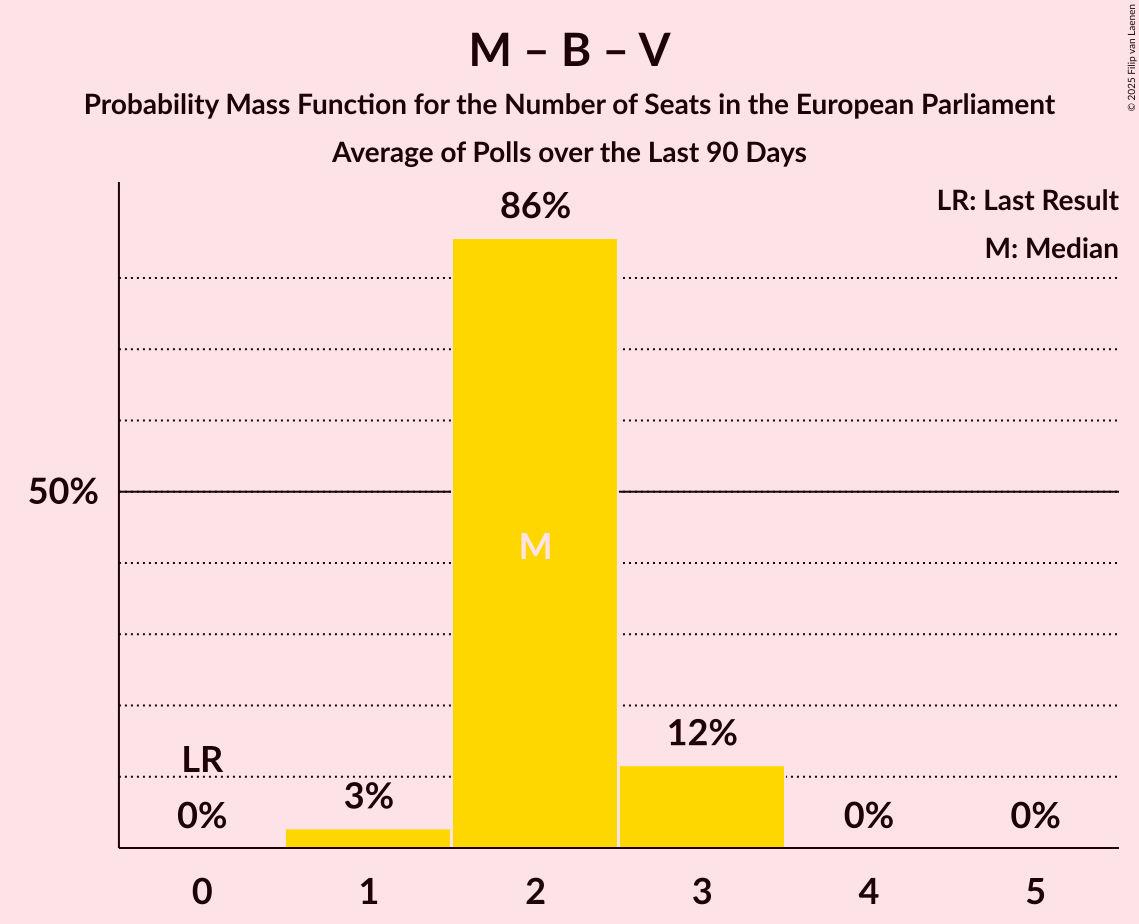 M – B – V
Probability Mass Function for the Number of Seats in the European Parliament
Average of Polls over the Last 90 Days
© 2025 Filip van Laenen
LR: Last Result
M: Median
86%
50%
M
12%
LR
3%
0%
0%
0%
0 1 2 3 4 5